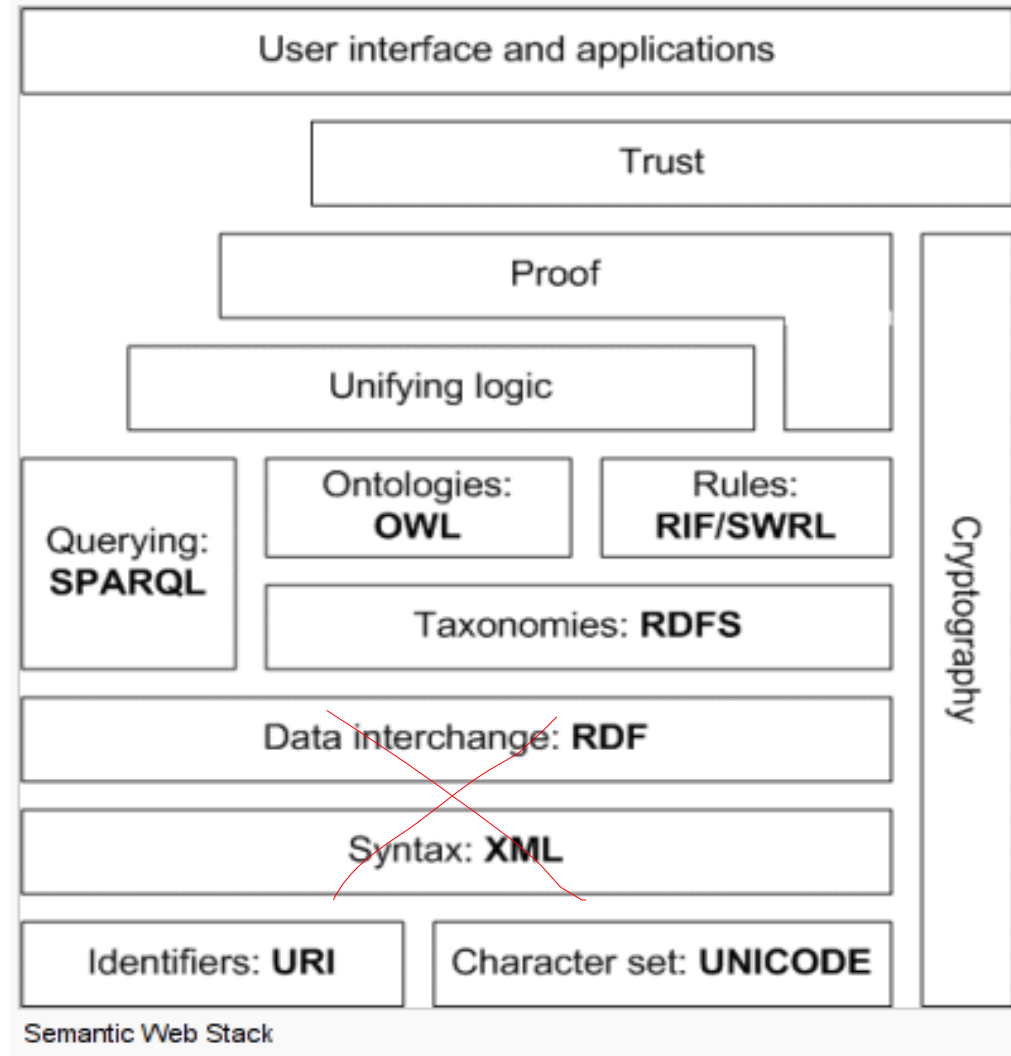 User interface and applications
Trust
Proof
Unifying logic
Querying:
SPARQL
Ontologies:
OWL
Rules:
RIF/SWRL
Taxonomies: RDFS
Cryptography
Data interchange: RDF
Syntax: XML
Identifiers: URI
Character set: UNICODE
Semantic Web Stack